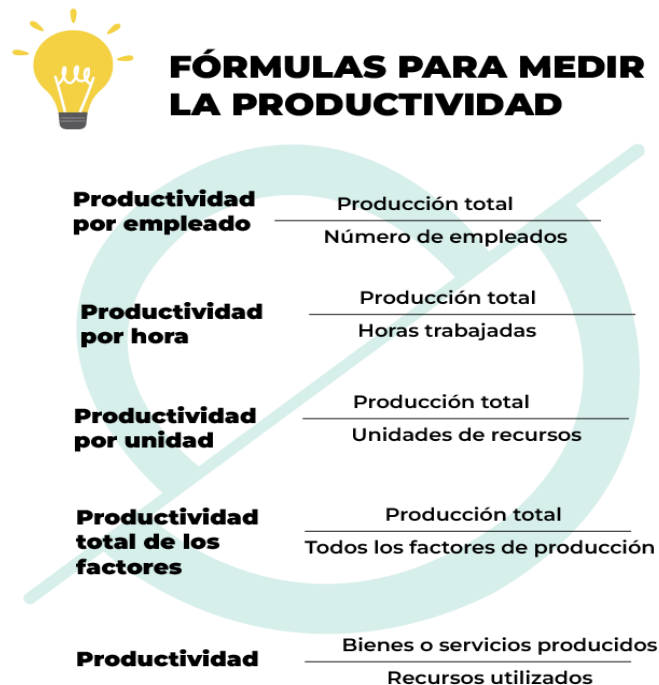 FÓRMULAS PARA MEDIR
LA PRODUCTIVIDAD
Productividad
por empleado
Producción total
Número de empleados
Productividad
por hora
Producción total
Horas trabajadas
Productividad
por unidad
Producción total
Unidades de recursos
Productividad
total de los
factores
Producción total
Todos los factores de producción
Productividad
Bienes o servicios producidos
Recursos utilizados